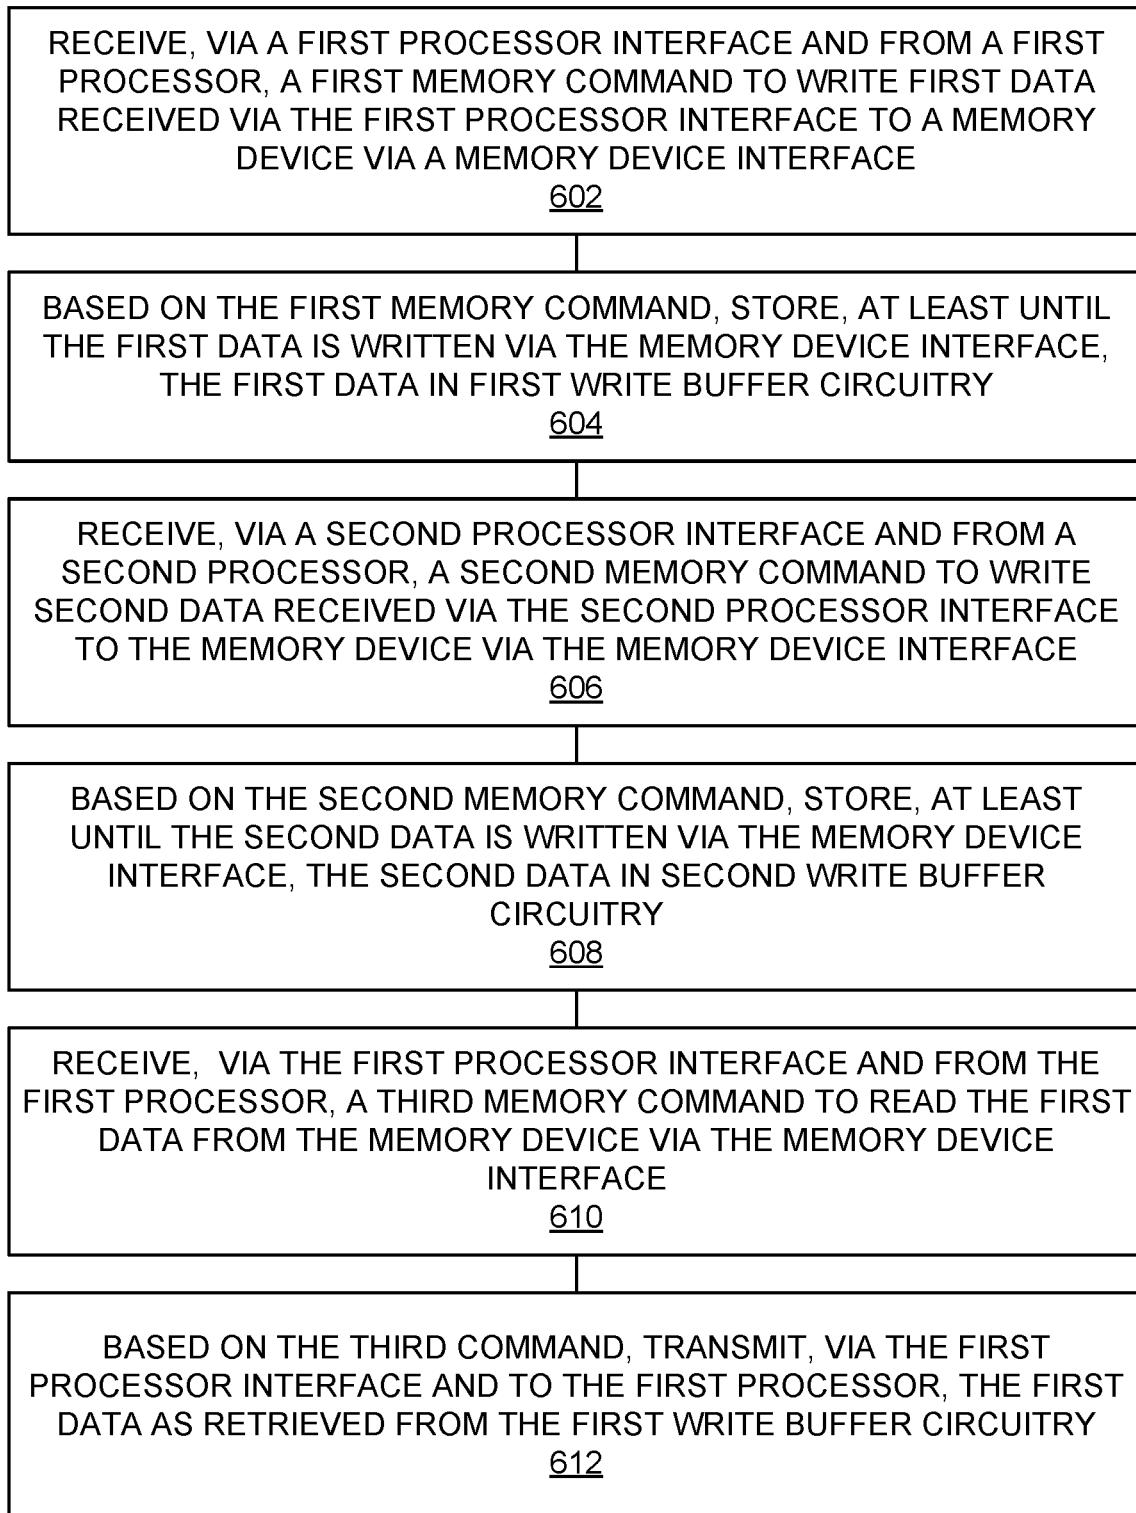 RECEIVE, VIA A FIRST PROCESSOR INTERFACE AND FROM A FIRST
PROCESSOR, A FIRST MEMORY COMMAND TO WRITE FIRST DATA
RECEIVED VIA THE FIRST PROCESSOR INTERFACE TO A MEMORY
DEVICE VIA A MEMORY DEVICE INTERFACE
602
BASED ON THE FIRST MEMORY COMMAND, STORE, AT LEAST UNTIL
THE FIRST DATA IS WRITTEN VIA THE MEMORY DEVICE INTERFACE,
THE FIRST DATA IN FIRST WRITE BUFFER CIRCUITRY
604
RECEIVE, VIA A SECOND PROCESSOR INTERFACE AND FROM A
SECOND PROCESSOR, A SECOND MEMORY COMMAND TO WRITE
SECOND DATA RECEIVED VIA THE SECOND PROCESSOR INTERFACE
TO THE MEMORY DEVICE VIA THE MEMORY DEVICE INTERFACE
606
BASED ON THE SECOND MEMORY COMMAND, STORE, AT LEAST
UNTIL THE SECOND DATA IS WRITTEN VIA THE MEMORY DEVICE
INTERFACE, THE SECOND DATA IN SECOND WRITE BUFFER
CIRCUITRY
608
RECEIVE, VIA THE FIRST PROCESSOR INTERFACE AND FROM THE
FIRST PROCESSOR, A THIRD MEMORY COMMAND TO READ THE FIRST
DATA FROM THE MEMORY DEVICE VIA THE MEMORY DEVICE
INTERFACE
610
BASED ON THE THIRD COMMAND, TRANSMIT, VIA THE FIRST
PROCESSOR INTERFACE AND TO THE FIRST PROCESSOR, THE FIRST
DATA AS RETRIEVED FROM THE FIRST WRITE BUFFER CIRCUITRY
612